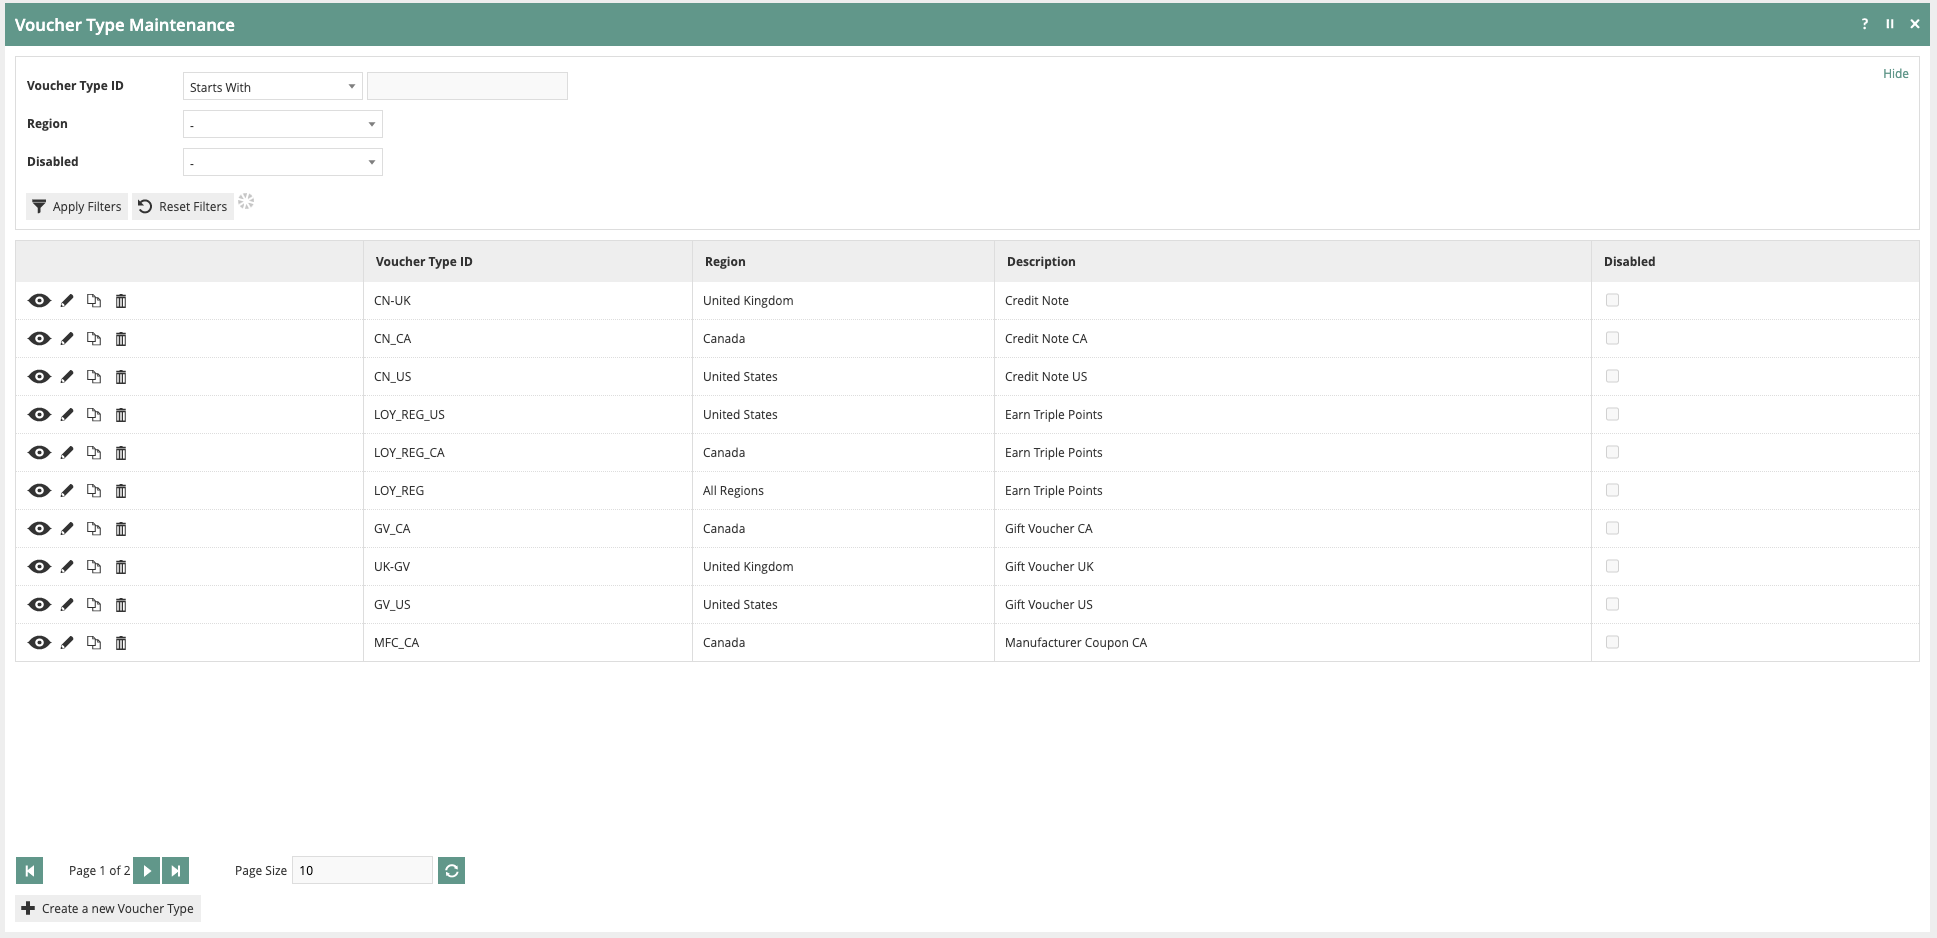 Voucher Type Maintenance ?
Hide
Voucher Type ID Starts With
Region -
Disabled -
Apply Filters Reset Filters
Voucher Type ID Region Description Disabled
CN-UK United Kingdom Credit Note
CN_CA Canada Credit Note CA
CN_US United States Credit Note US
LOY_REG_US United States Earn Triple Points
LOY_REG_CA Canada Earn Triple Points
LOY_REG All Regions Earn Triple Points
GV_CA Canada Gift Voucher CA
UK-GV United Kingdom Gift Voucher UK
GV_US United States Gift Voucher US
MFC_CA Canada Manufacturer Coupon CA
Page 1 of 2 Page Size 10
Create a new Voucher Type